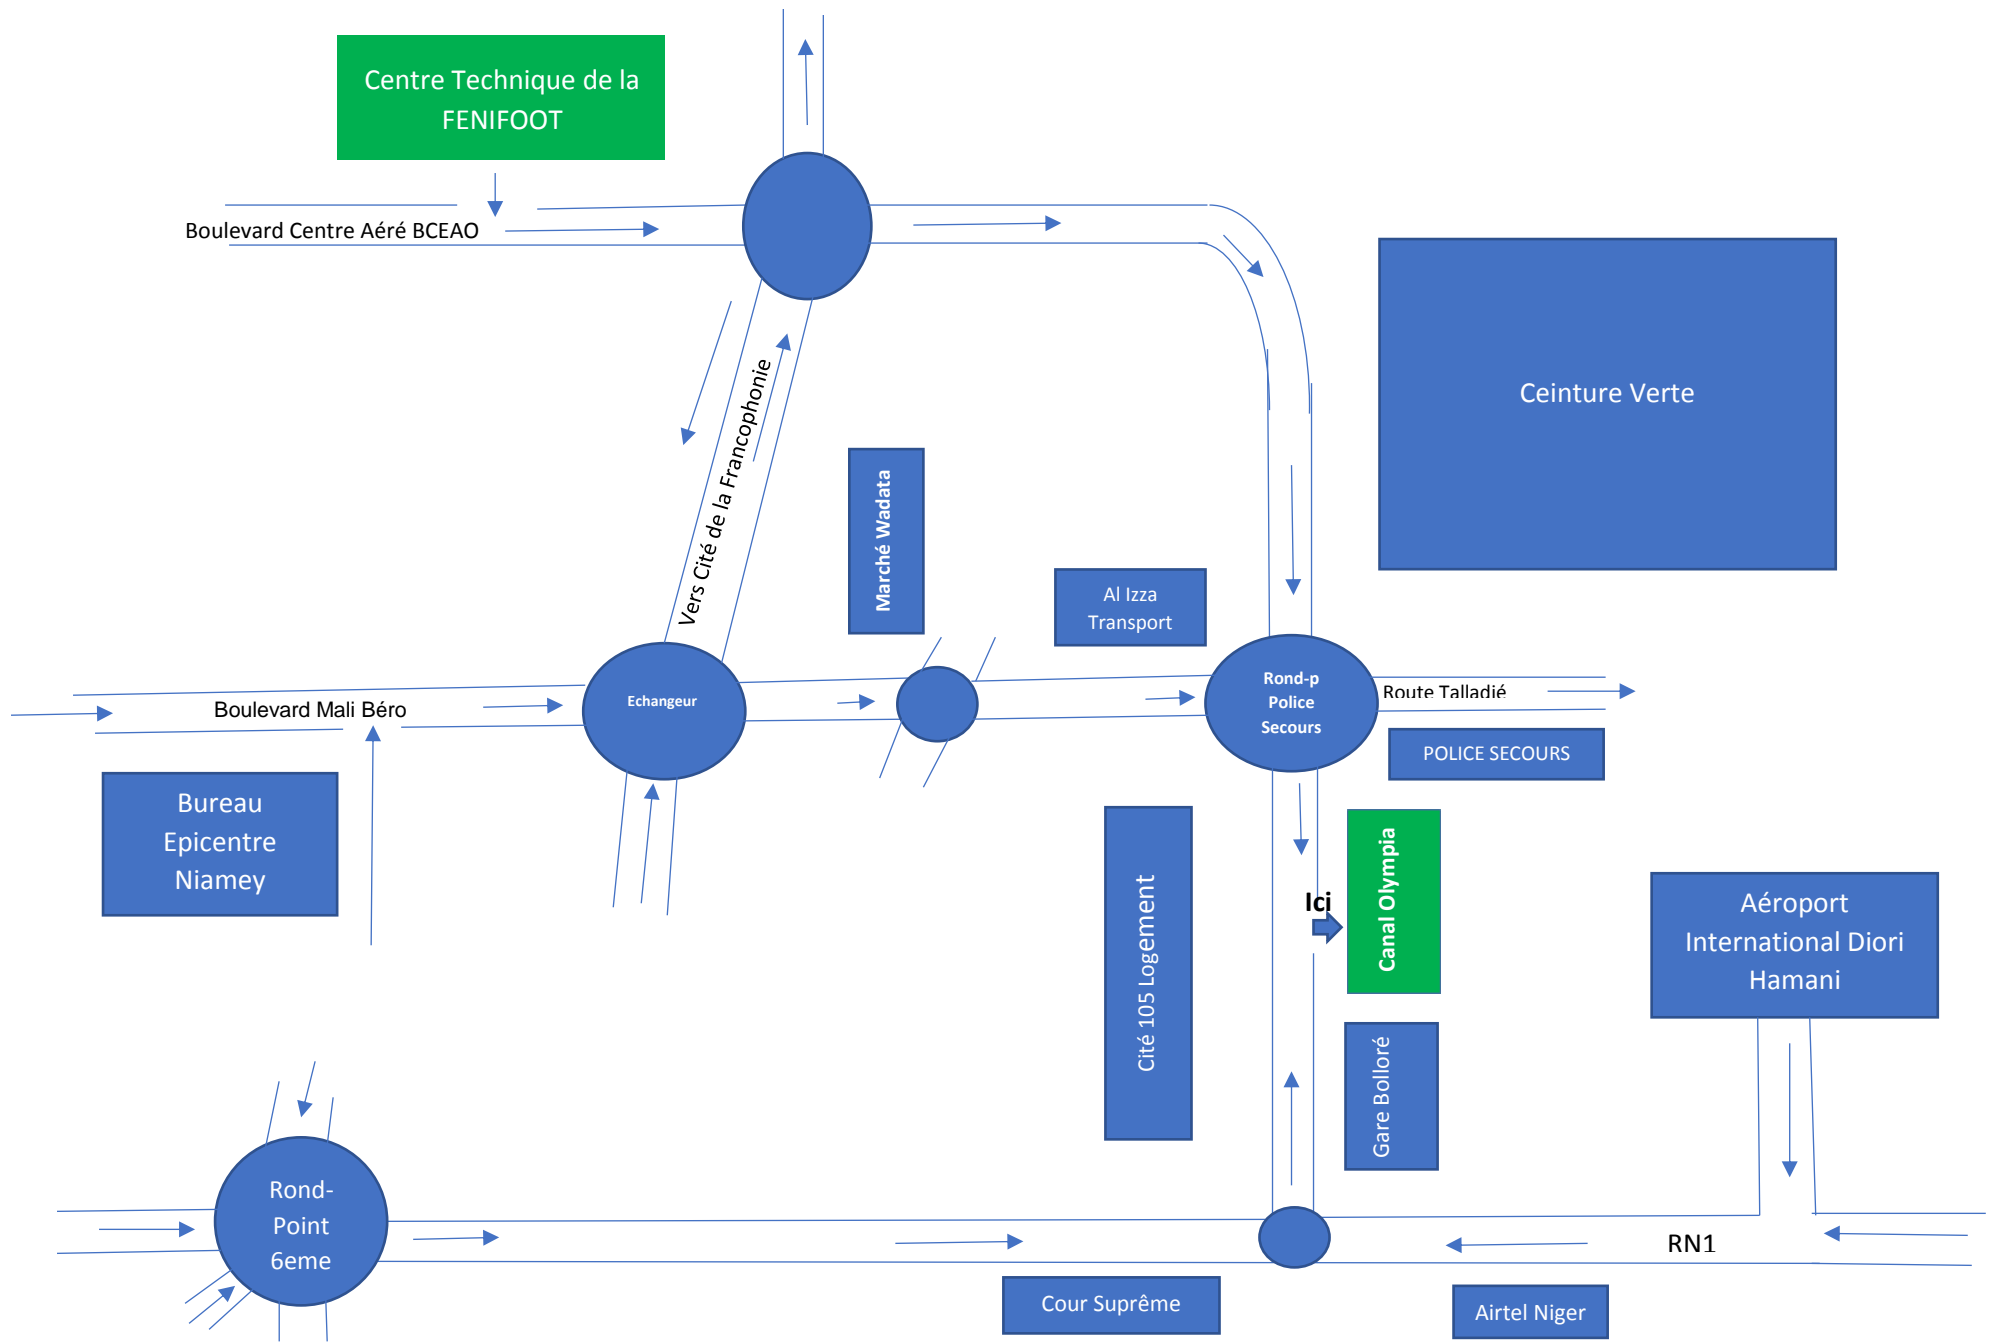 Centre Technique de la
FENIFOOT
Boulevard Centre Aéré BCEAO
Ceinture Verte
Vers Cité de la Francophonie
Marché Wadata
Al Izza
Transport
Echangeur
Rond-p
Police
Secours
Route Talladié
Boulevard Mali Béro
POLICE SECOURS
Bureau
Epicentre
Niamey
Cité 105 Logement
Ici
Canal Olympia
Aéroport
International Diori
Hamani
Gare Bolloré
Rond-
Point
6eme
RN1
Cour Suprême
Airtel Niger